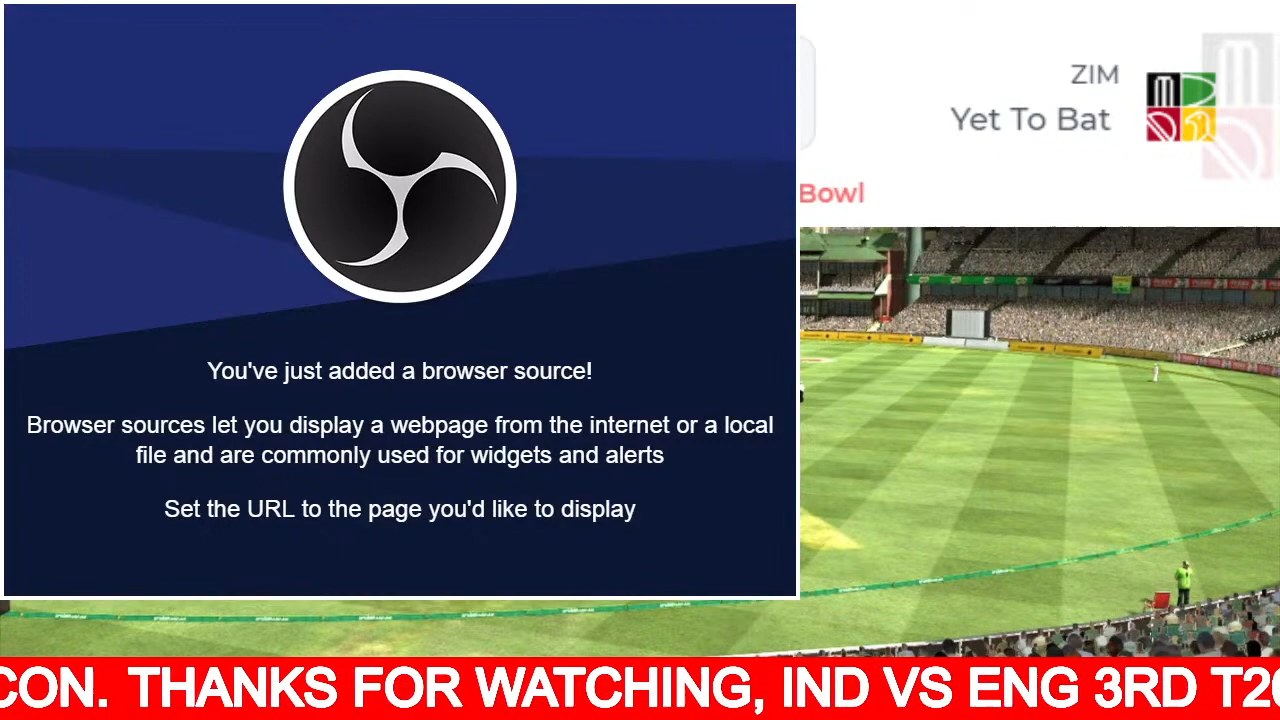 ZIM
Yet To Bat
Bowl
You've just added a browser source!
Browser sources let you display a webpage from the internet or a local
file and are commonly used for widgets and alerts
Set the URL to the page you'd like to display
CON. THANKS FOR WATCHING, IND VS ENG 3RD T20